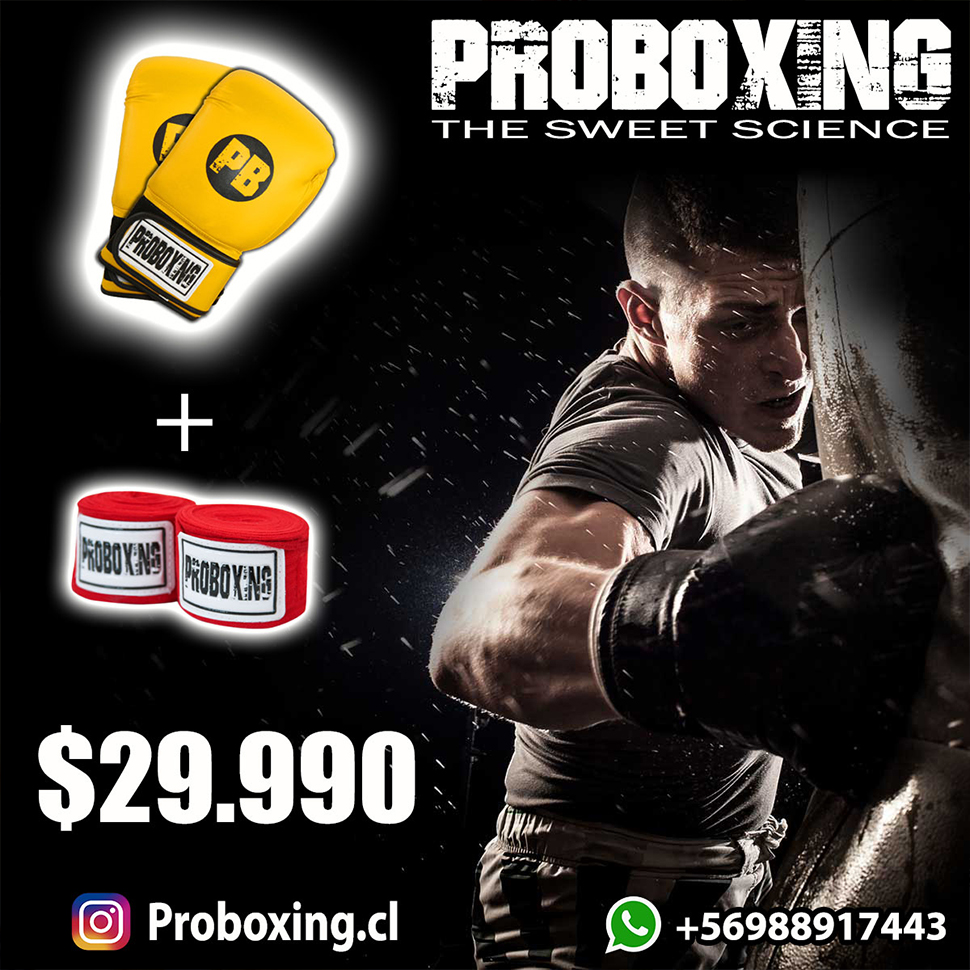 PROBOXING
THE SWEET SCIENCE
PB
PROBOXING
+
PROBOXING
PROBOXING
$29.990
Proboxing.cl
+56988917443